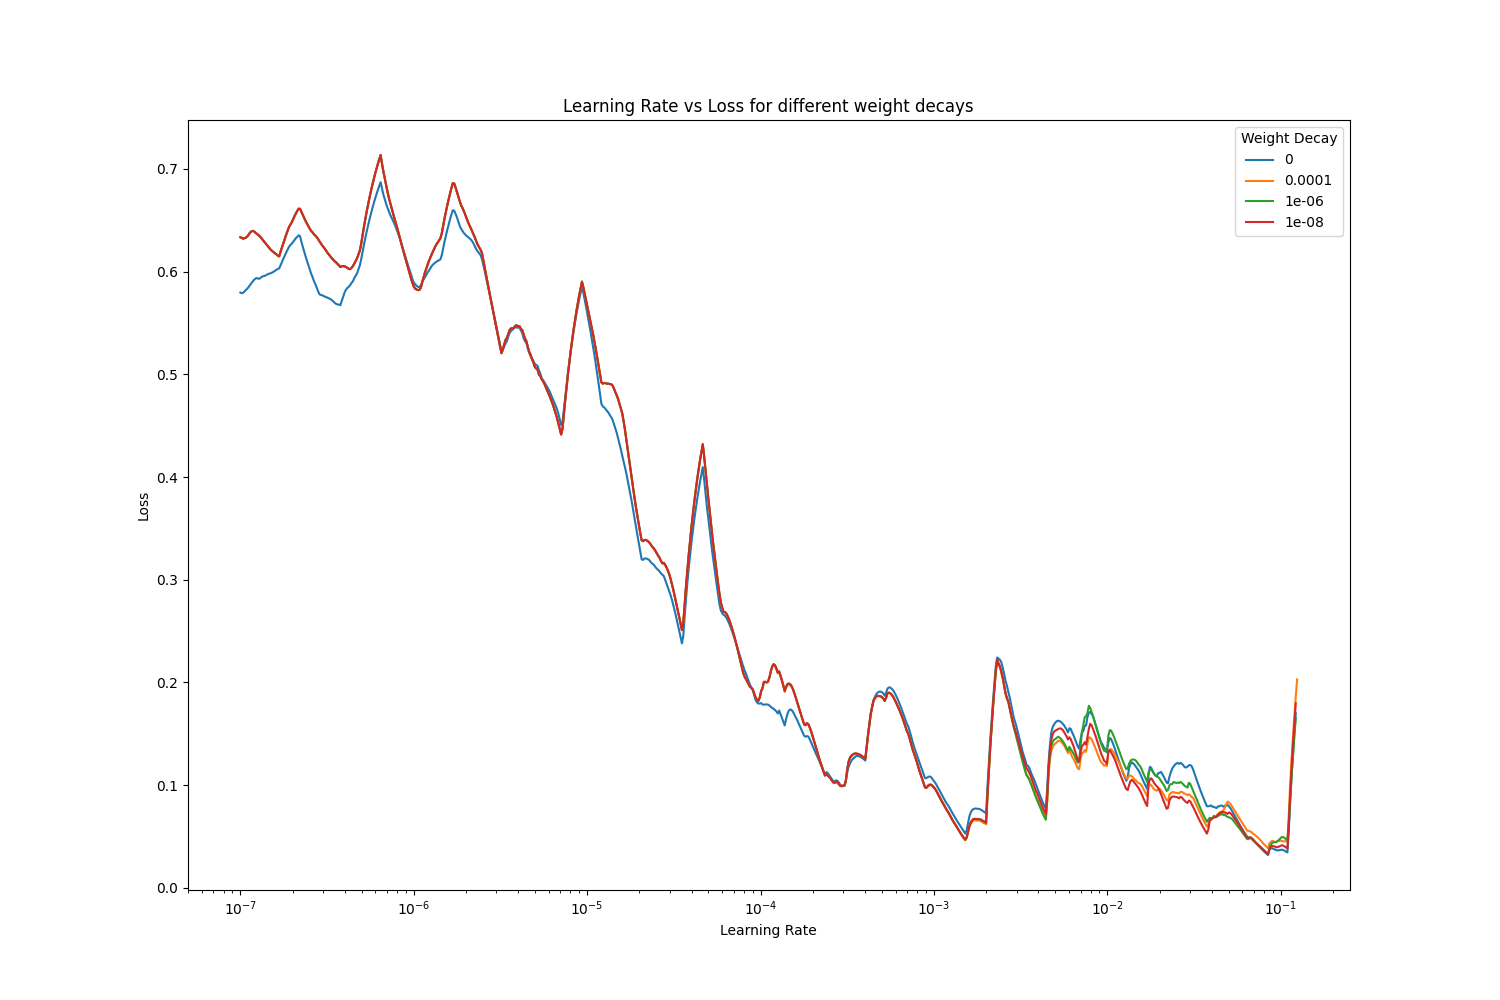 Learning Rate vs Loss for different weight decays
Weight Decay
0
0.0001
1e-06
1e-08
0.7
0.6
0.5
0.4
0.3
0.2
0.1
0.0
Loss
10⁻⁷ 10⁻⁶ 10⁻⁵ 10⁻⁴ 10⁻³ 10⁻² 10⁻¹
Learning Rate